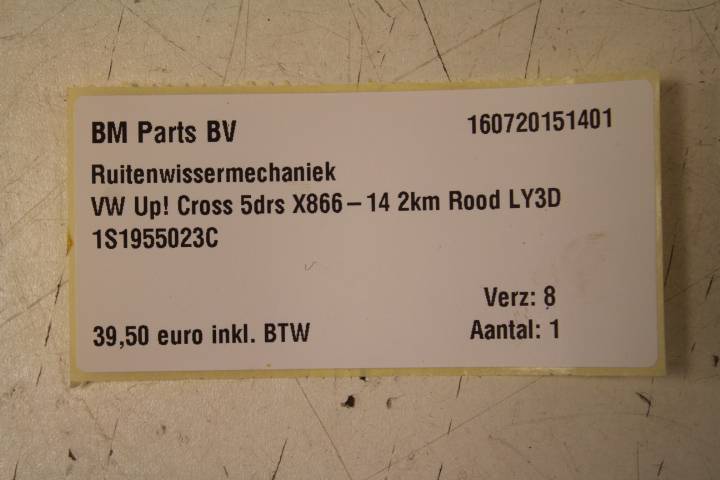 BM Parts BV 160720151401
Ruitenwissermechaniek
VW Up! Cross 5drs X866-14 2km Rood LY3D
1S1955023C
Verz: 8
39,50 euro inkl. BTW Aantal: 1